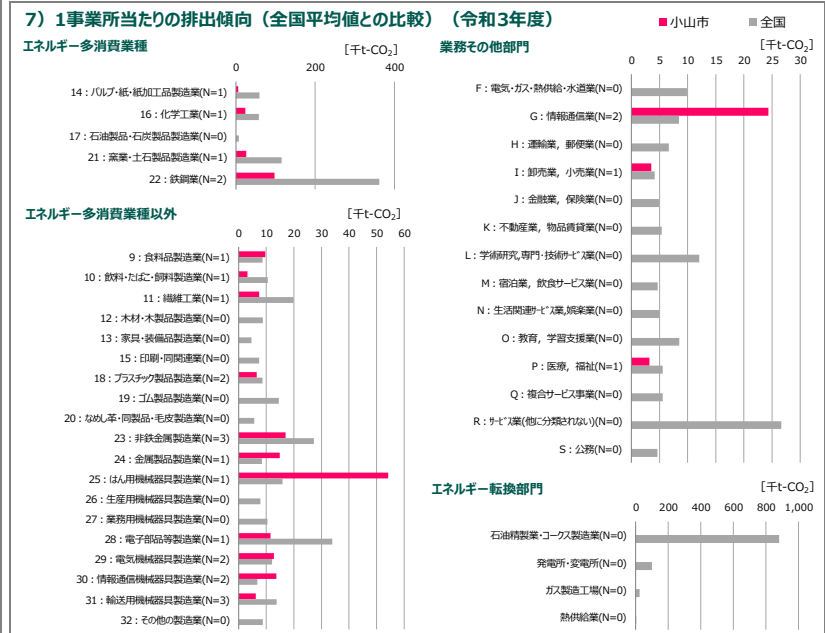 7）1事業所当たりの排出傾向（全国平均値との比較）（令和3年度）
小山市 全国
エネルギー多消費業種
[千t-CO₂]
0 200 400
14：パルプ・紙・紙加工品製造業(N=1)
16：化学工業(N=1)
17：石油製品・石炭製品製造業(N=0)
21：窯業・土石製品製造業(N=1)
22：鉄鋼業(N=2)
エネルギー多消費業種以外
[千t-CO₂]
0 10 20 30 40 50 60
9：食料品製造業(N=1)
10：飲料・たばこ・飼料製造業(N=1)
11：繊維工業(N=1)
12：木材・木製品製造業(N=0)
13：家具・装備品製造業(N=0)
15：印刷・同関連業(N=0)
18：プラスチック製品製造業(N=2)
19：ゴム製品製造業(N=0)
20：なめし革・同製品・毛皮製造業(N=0)
23：非鉄金属製造業(N=3)
24：金属製品製造業(N=1)
25：はん用機械器具製造業(N=1)
26：生産用機械器具製造業(N=0)
27：業務用機械器具製造業(N=0)
28：電子部品等製造業(N=1)
29：電気機械器具製造業(N=2)
30：情報通信機械器具製造業(N=2)
31：輸送用機械器具製造業(N=3)
32：その他の製造業(N=0)
業務その他部門
[千t-CO₂]
0 5 10 15 20 25 30
F：電気・ガス・熱供給・水道業(N=0)
G：情報通信業(N=2)
H：運輸業，郵便業(N=0)
I：卸売業，小売業(N=1)
J：金融業，保険業(N=0)
K：不動産業，物品賃貸業(N=0)
L：学術研究,専門・技術ｻｰﾋﾞｽ業(N=0)
M：宿泊業，飲食サービス業(N=0)
N：生活関連ｻｰﾋﾞｽ業,娯楽業(N=0)
O：教育，学習支援業(N=0)
P：医療，福祉(N=1)
Q：複合サービス事業(N=0)
R：ｻｰﾋﾞｽ業(他に分類されない)(N=0)
S：公務(N=0)
エネルギー転換部門
[千t-CO₂]
0 200 400 600 800 1,000
石油精製業・コークス製造業(N=0)
発電所・変電所(N=0)
ガス製造工場(N=0)
熱供給業(N=0)